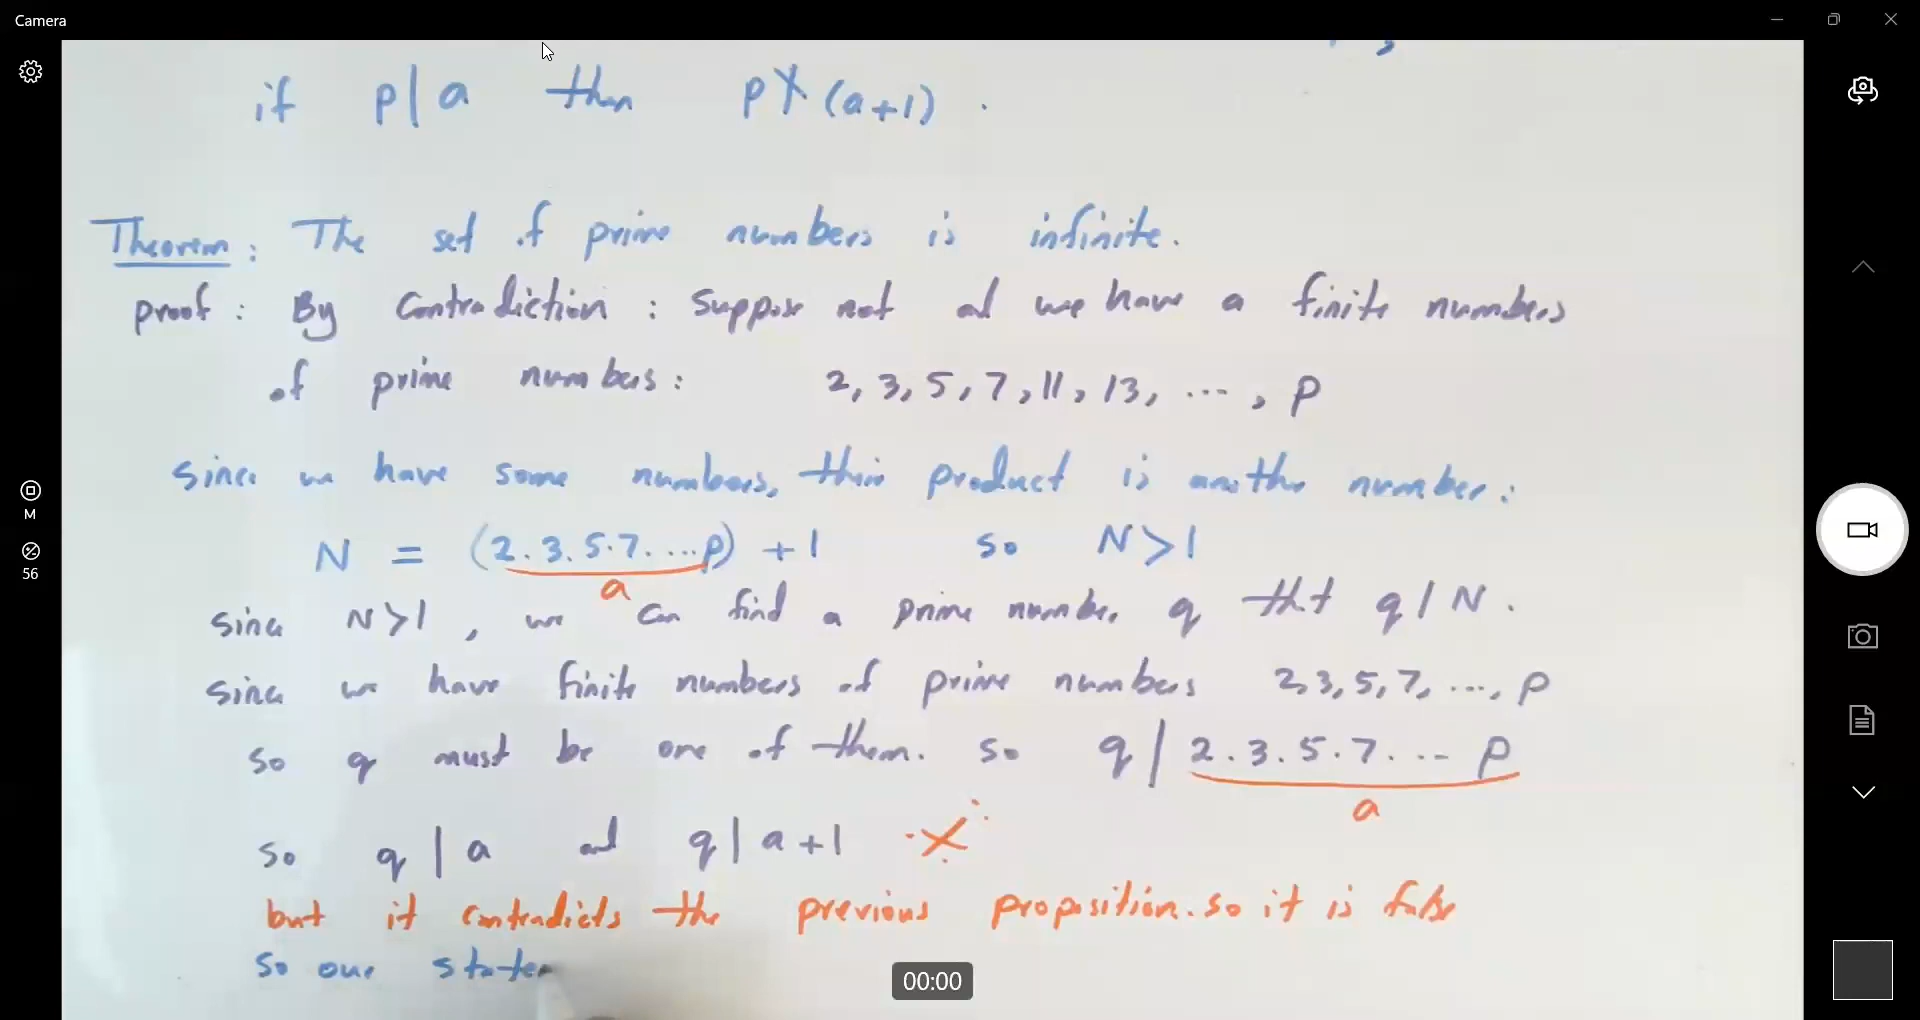 Camera
if p|a then p∤(a+1).
Theorem: The set of prime numbers is infinite.
proof: By Contradiction: Suppose not and we have a finite numbers
of prime numbers: 2, 3, 5, 7, 11, 13, ..., p
since we have some numbers, their product is another number:
N = (2.3.5.7....p) + 1 so N>1
a
since N>1, we can find a prime number q tht q|N.
since we have finite numbers of prime numbers 2,3,5,7,...,p
so q must be one of them. so q|2.3.5.7.... p
a
M
56
so q|a and q|a+1
but it contradicts the previous proposition. so it is false
so our statem
00:00